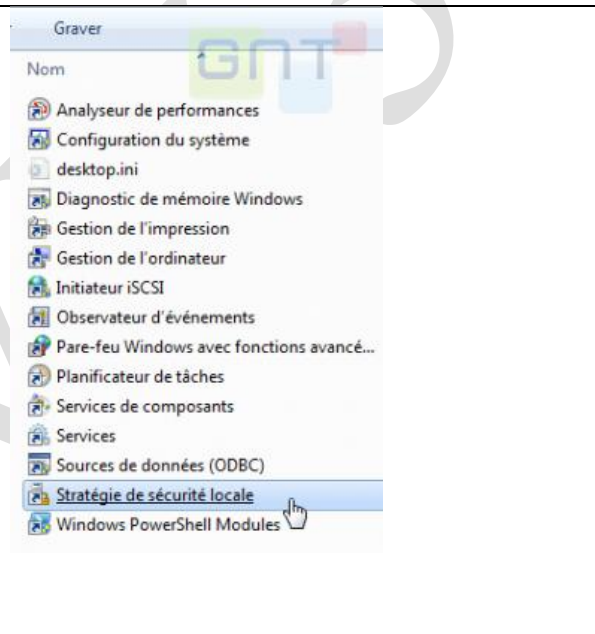 Graver
GNT
Nom
Analyseur de performances
Configuration du système
desktop.ini
Diagnostic de mémoire Windows
Gestion de l'impression
Gestion de l'ordinateur
Initiateur iSCSI
Observateur d'événements
Pare-feu Windows avec fonctions avancé...
Planificateur de tâches
Services de composants
Services
Sources de données (ODBC)
Stratégie de sécurité locale
Windows PowerShell Modules